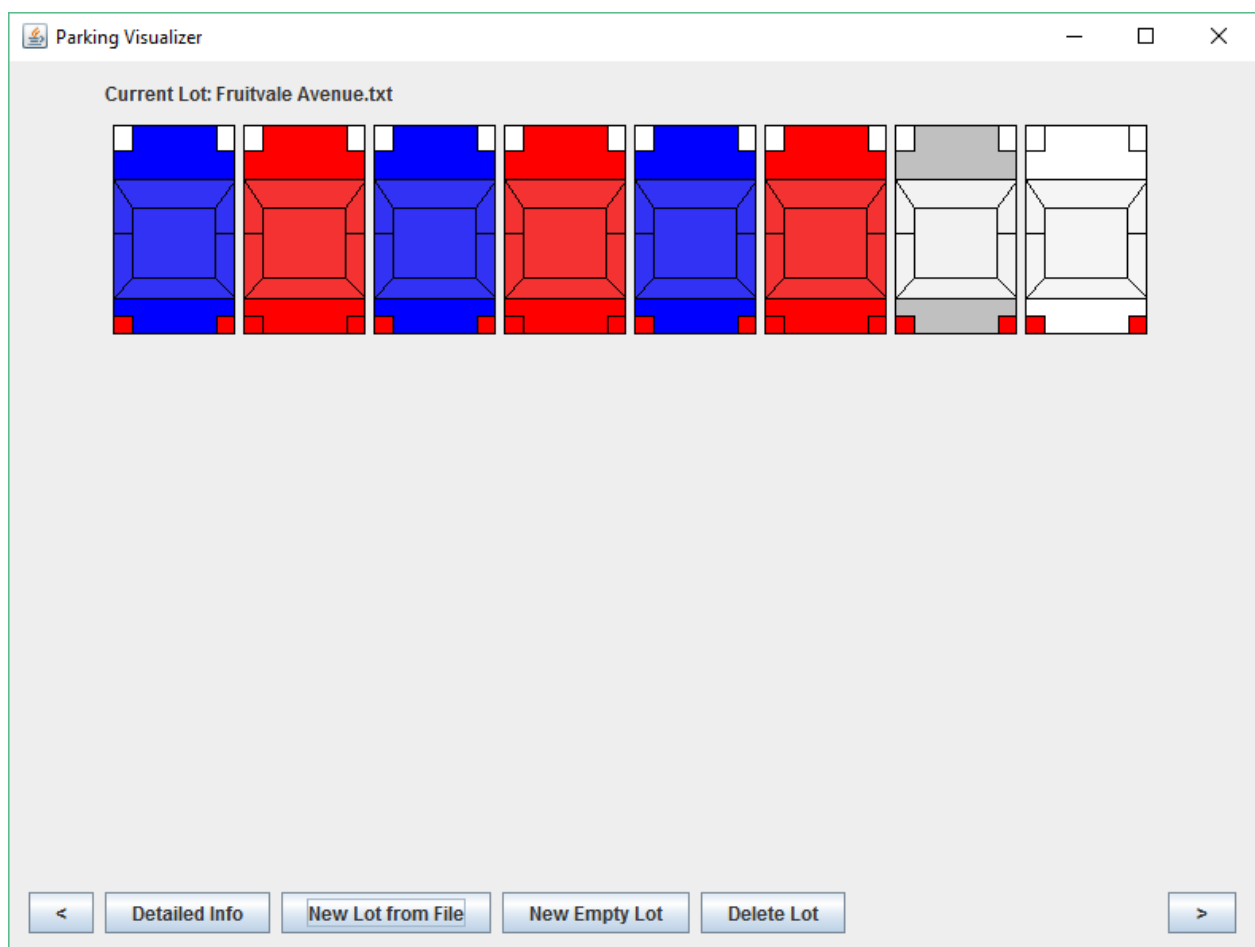 Parking Visualizer
Current Lot: Fruitvale Avenue.txt
< Detailed Info New Lot from File New Empty Lot Delete Lot >